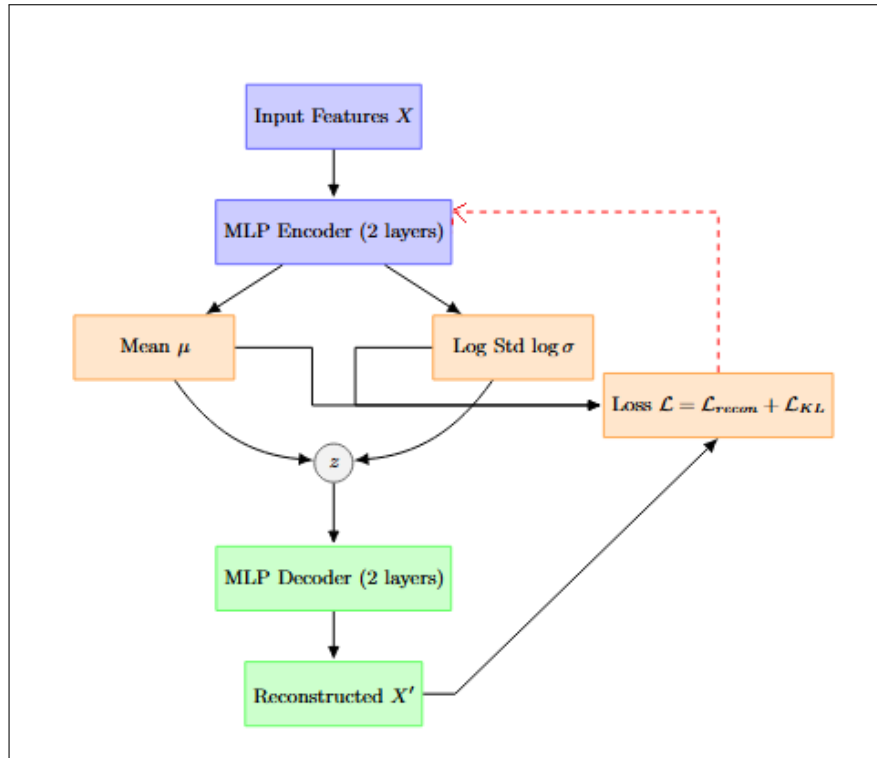 Input Features X
MLP Encoder (2 layers)
Mean μ
Log Std log σ
Loss ℒ = ℒrecon + ℒKL
z
MLP Decoder (2 layers)
Reconstructed X′